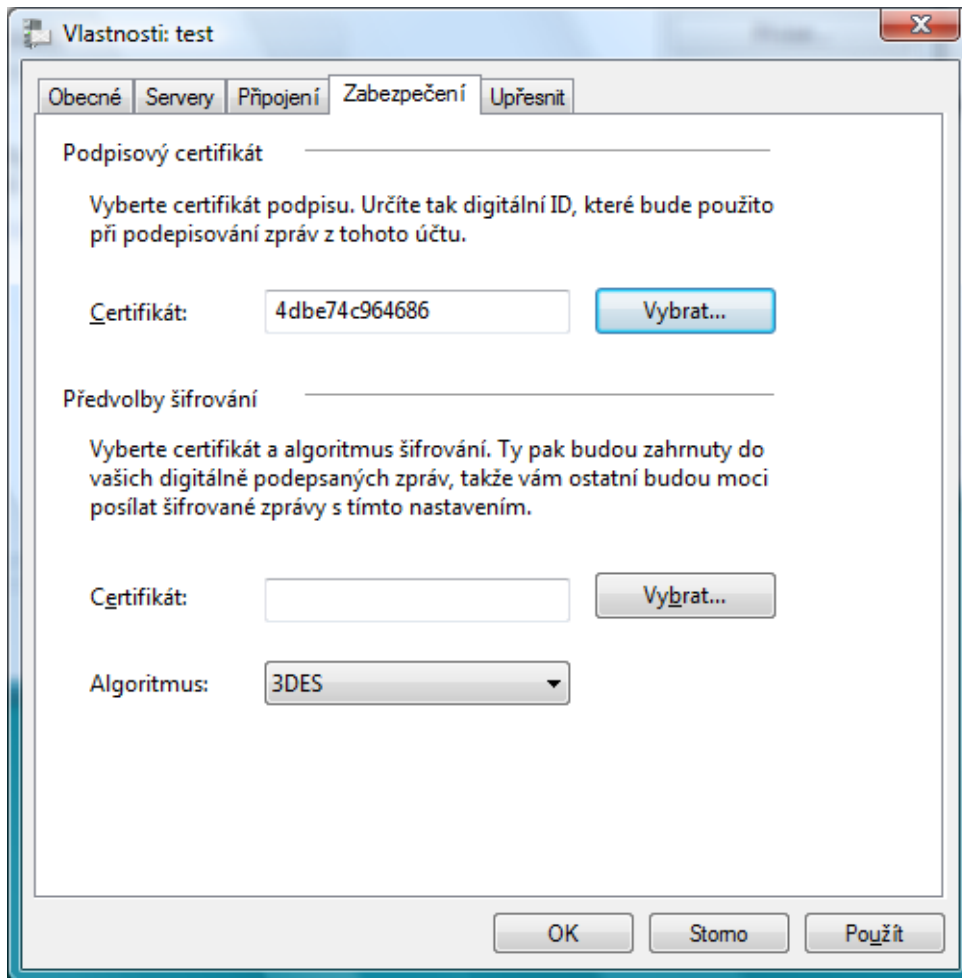 Vlastnosti: test
Obecné Servery Připojení Zabezpečení Upřesnit
Podpisový certifikát
Vyberte certifikát podpisu. Určíte tak digitální ID, které bude použito
při podepisování zpráv z tohoto účtu.
Certifikát: 4dbe74c964686 Vybrat...
Předvolby šifrování
Vyberte certifikát a algoritmus šifrování. Ty pak budou zahrnuty do
vašich digitálně podepsaných zpráv, takže vám ostatní budou moci
posílat šifrované zprávy s tímto nastavením.
Certifikát: Vybrat...
Algoritmus: 3DES
OK Storno Použít